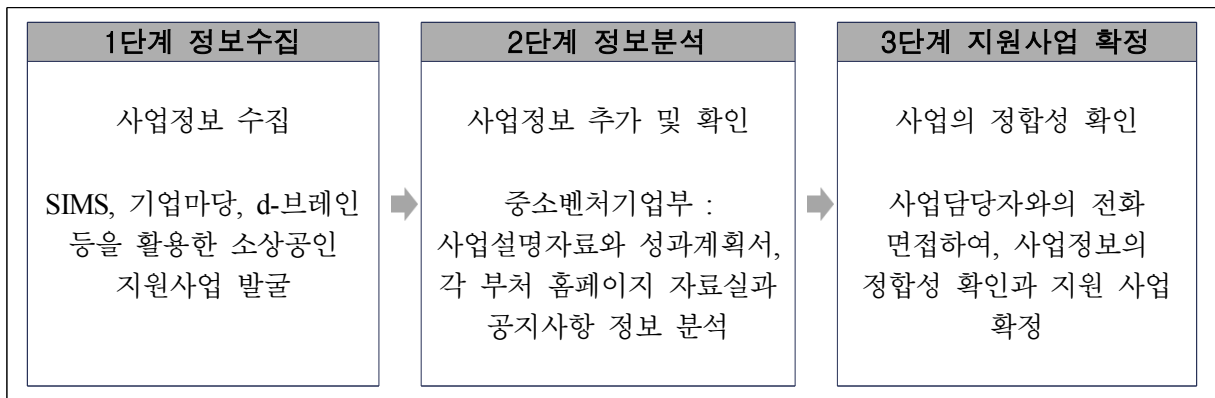 1단계 정보수집
사업정보 수집
SIMS, 기업마당, d-브레인
등을 활용한 소상공인
지원사업 발굴
2단계 정보분석
사업정보 추가 및 확인
중소벤처기업부 :
사업설명자료와 성과계획서,
각 부처 홈페이지 자료실과
공지사항 정보 분석
3단계 지원사업 확정
사업의 정합성 확인
사업담당자와의 전화
면접하여, 사업정보의
정합성 확인과 지원 사업
확정